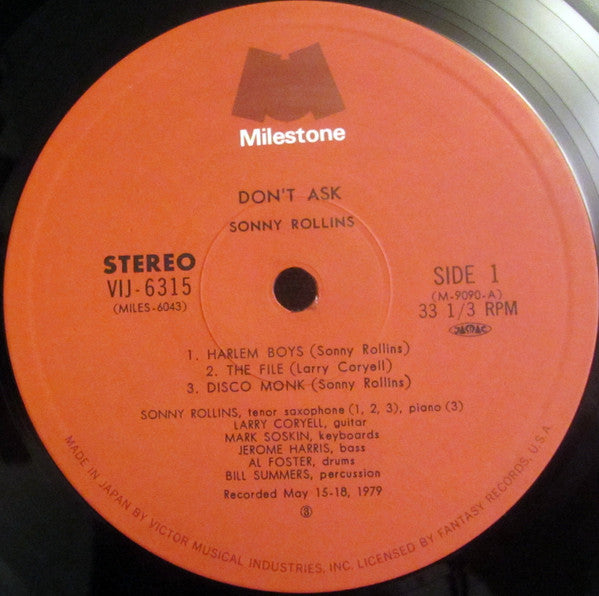 Milestone
DON'T ASK
SONNY ROLLINS
STEREO
VIJ-6315
(MILES-6043)
SIDE 1
(M-9090-A)
33 1/3 RPM
JASRAC
1. HARLEM BOYS (Sonny Rollins)
2. THE FILE (Larry Coryell)
3. DISCO MONK (Sonny Rollins)
SONNY ROLLINS, tenor saxophone (1, 2, 3), piano (3)
LARRY CORYELL, guitar
MARK SOSKIN, keyboards
JEROME HARRIS, bass
AL FOSTER, drums
BILL SUMMERS, percussion
Recorded May 15-18, 1979
MADE IN JAPAN BY VICTOR MUSICAL INDUSTRIES, INC. LICENSED BY FANTASY RECORDS, U.S.A.